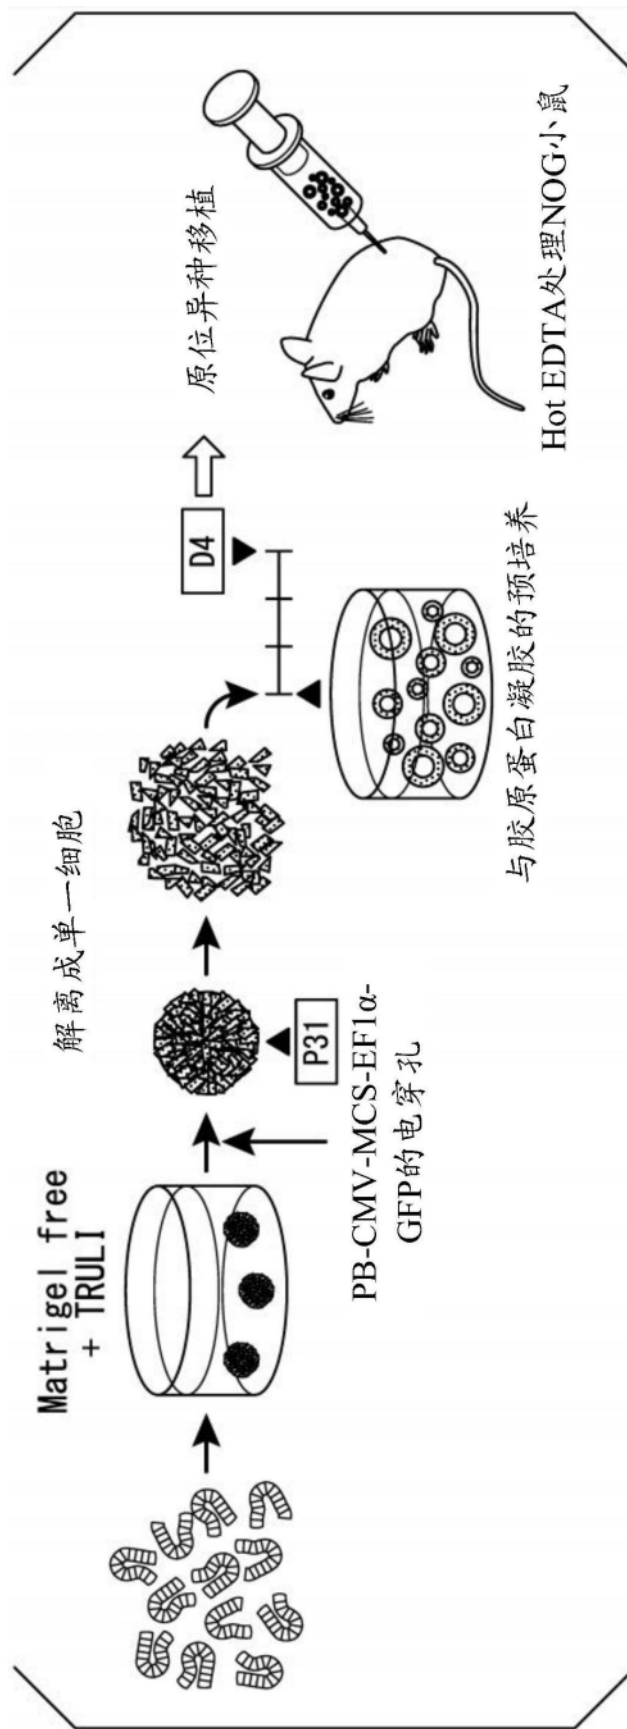 Matrigel free
+ TRULI
PB-CMV-MCS-EF1α-
GFP的电穿孔
P31
解离成单一细胞
与胶原蛋白凝胶的预培养
D4
原位异种移植
Hot EDTA处理NOG小鼠